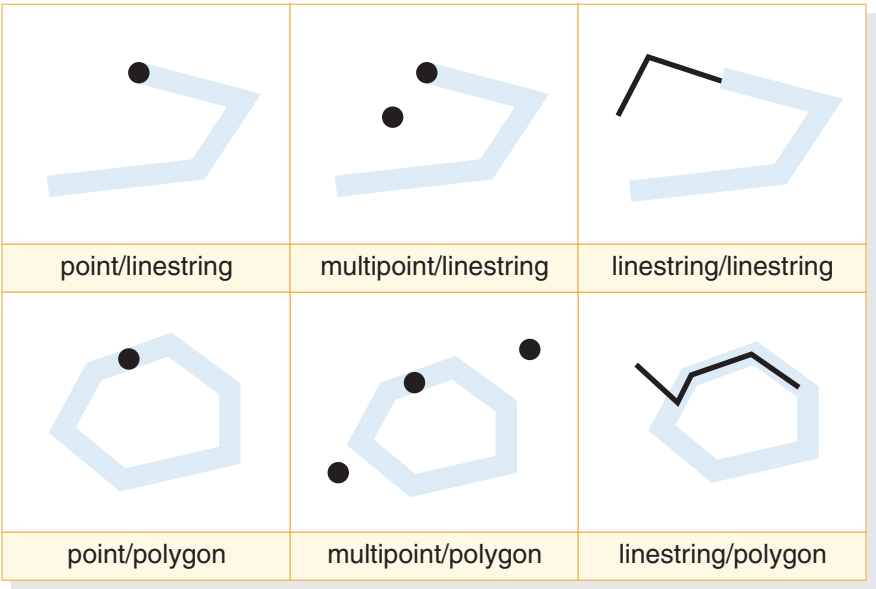 point/linestring
multipoint/linestring
linestring/linestring
point/polygon
multipoint/polygon
linestring/polygon